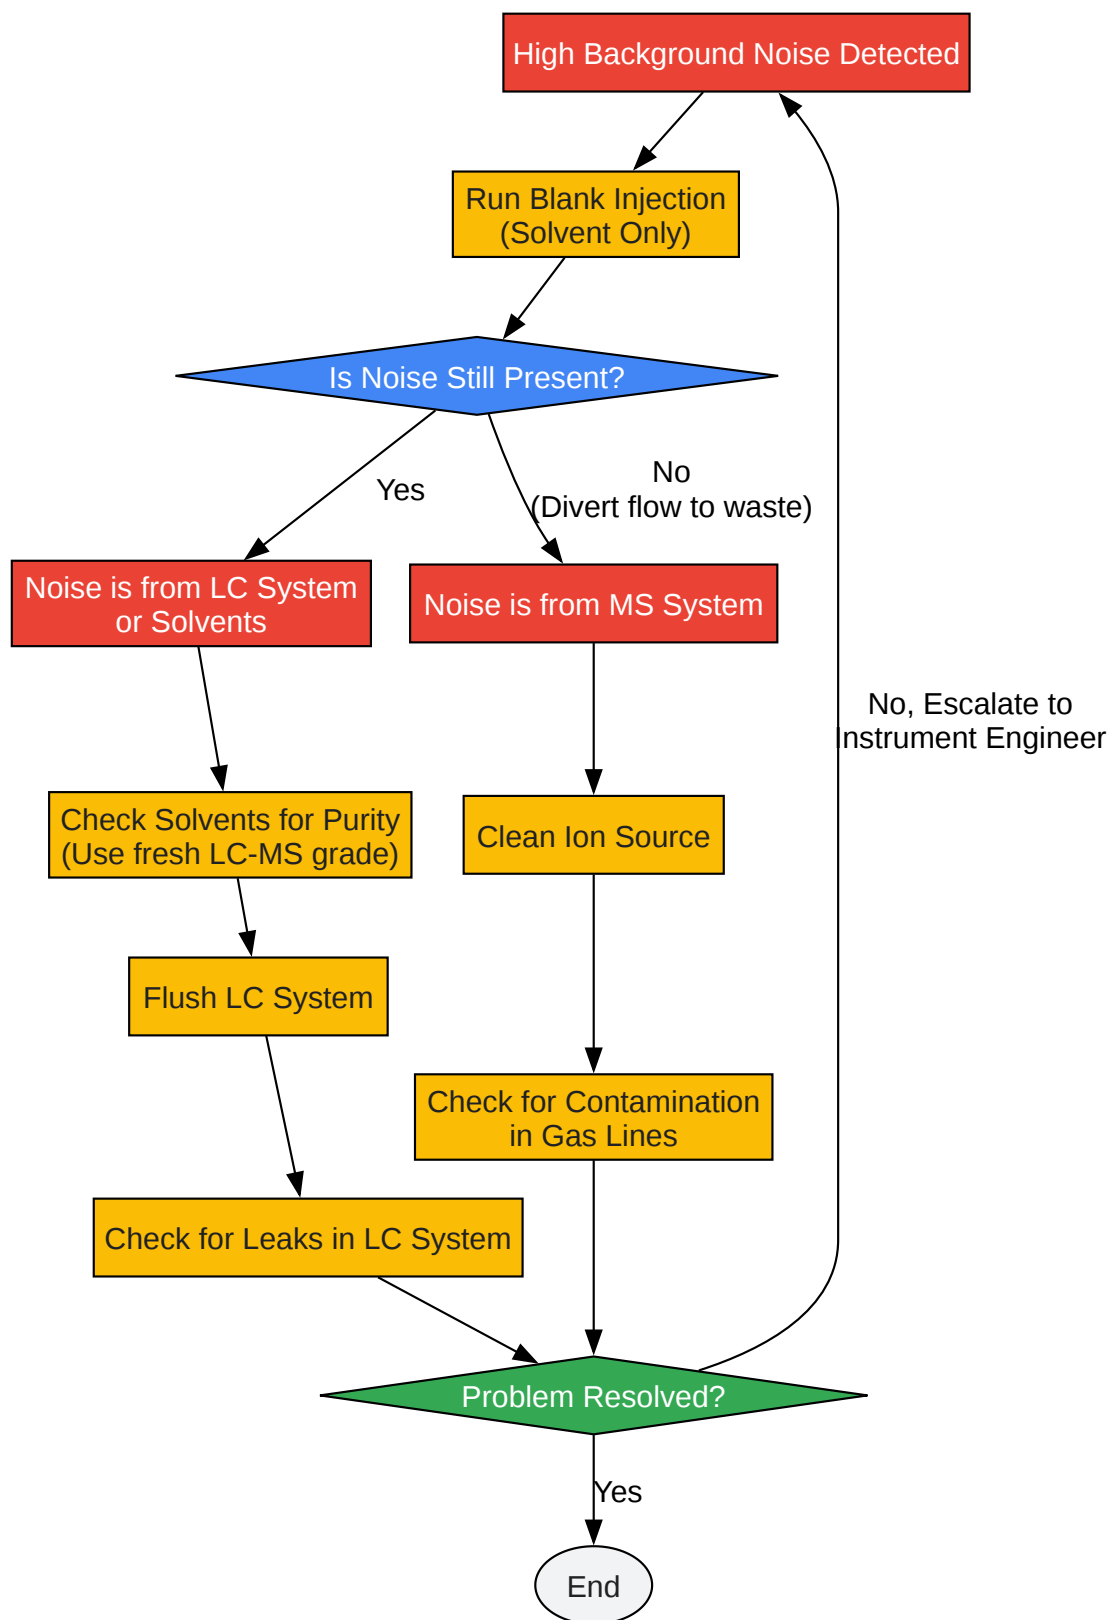 High Background Noise Detected
Run Blank Injection
(Solvent Only)
Is Noise Still Present?
Yes
No
(Divert flow to waste)
Noise is from LC System
or Solvents
Noise is from MS System
No, Escalate to
Instrument Engineer
Check Solvents for Purity
(Use fresh LC-MS grade)
Clean Ion Source
Flush LC System
Check for Contamination
in Gas Lines
Check for Leaks in LC System
Problem Resolved?
Yes
End